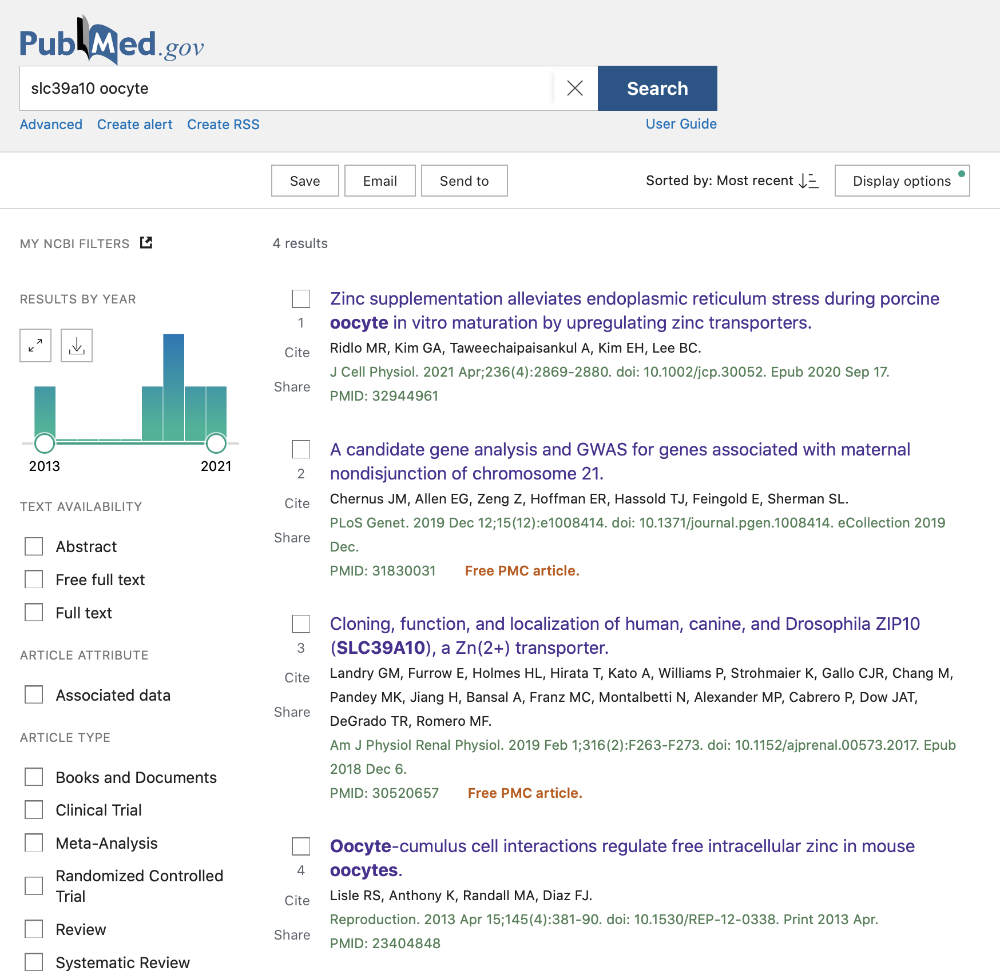 PubMed.gov
slc39a10 oocyte
Search
Advanced Create alert Create RSS User Guide
Save Email Send to Sorted by: Most recent Display options
MY NCBI FILTERS
4 results
RESULTS BY YEAR
2013 2021
TEXT AVAILABILITY
Abstract
Free full text
Full text
ARTICLE ATTRIBUTE
Associated data
ARTICLE TYPE
Books and Documents
Clinical Trial
Meta-Analysis
Randomized Controlled
Trial
Review
Systematic Review
1
Cite
Share
Zinc supplementation alleviates endoplasmic reticulum stress during porcine
oocyte in vitro maturation by upregulating zinc transporters.
Ridlo MR, Kim GA, Taweechaipaisankul A, Kim EH, Lee BC.
J Cell Physiol. 2021 Apr;236(4):2869-2880. doi: 10.1002/jcp.30052. Epub 2020 Sep 17.
PMID: 32944961
2
Cite
Share
A candidate gene analysis and GWAS for genes associated with maternal
nondisjunction of chromosome 21.
Chernus JM, Allen EG, Zeng Z, Hoffman ER, Hassold TJ, Feingold E, Sherman SL.
PLoS Genet. 2019 Dec 12;15(12):e1008414. doi: 10.1371/journal.pgen.1008414. eCollection 2019
Dec.
PMID: 31830031 Free PMC article.
3
Cite
Share
Cloning, function, and localization of human, canine, and Drosophila ZIP10
(SLC39A10), a Zn(2+) transporter.
Landry GM, Furrow E, Holmes HL, Hirata T, Kato A, Williams P, Strohmaier K, Gallo CJR, Chang M,
Pandey MK, Jiang H, Bansal A, Franz MC, Montalbetti N, Alexander MP, Cabrero P, Dow JAT,
DeGrado TR, Romero MF.
Am J Physiol Renal Physiol. 2019 Feb 1;316(2):F263-F273. doi: 10.1152/ajprenal.00573.2017. Epub
2018 Dec 6.
PMID: 30520657 Free PMC article.
4
Cite
Share
Oocyte-cumulus cell interactions regulate free intracellular zinc in mouse
oocytes.
Lisle RS, Anthony K, Randall MA, Diaz FJ.
Reproduction. 2013 Apr 15;145(4):381-90. doi: 10.1530/REP-12-0338. Print 2013 Apr.
PMID: 23404848